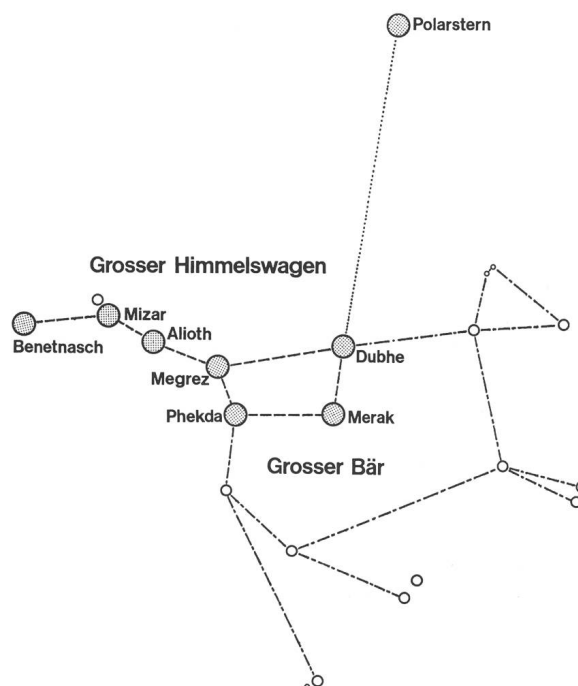 Polarstern
Grosser Himmelswagen
Mizar
Benetnasch
Alioth
Dubhe
Megrez
Phekda
Merak
Grosser Bär